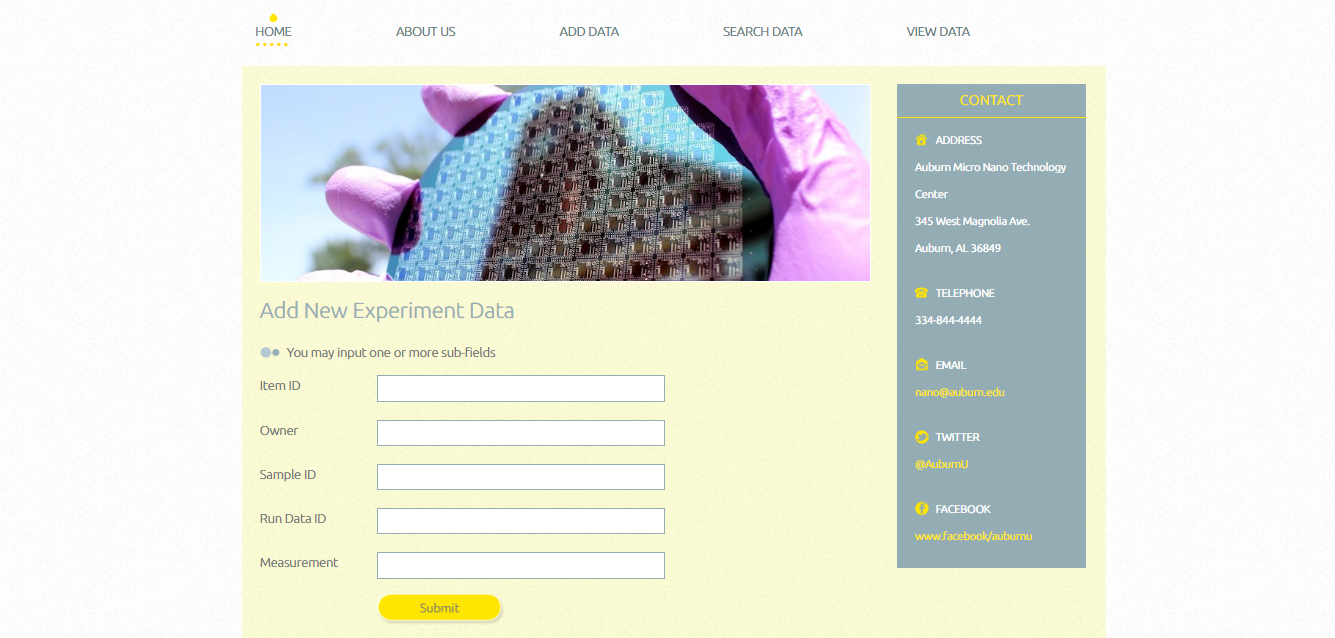 HOME
ABOUT US
ADD DATA
SEARCH DATA
VIEW DATA
Add New Experiment Data
You may input one or more sub-fields
Item ID
Owner
Sample ID
Run Data ID
Measurement
Submit
CONTACT
ADDRESS
Auburn Micro Nano Technology
Center
345 West Magnolia Ave.
Auburn, AL 36849
TELEPHONE
334-844-4444
EMAIL
nano@auburn.edu
TWITTER
@AuburnU
FACEBOOK
www.facebook/auburnu